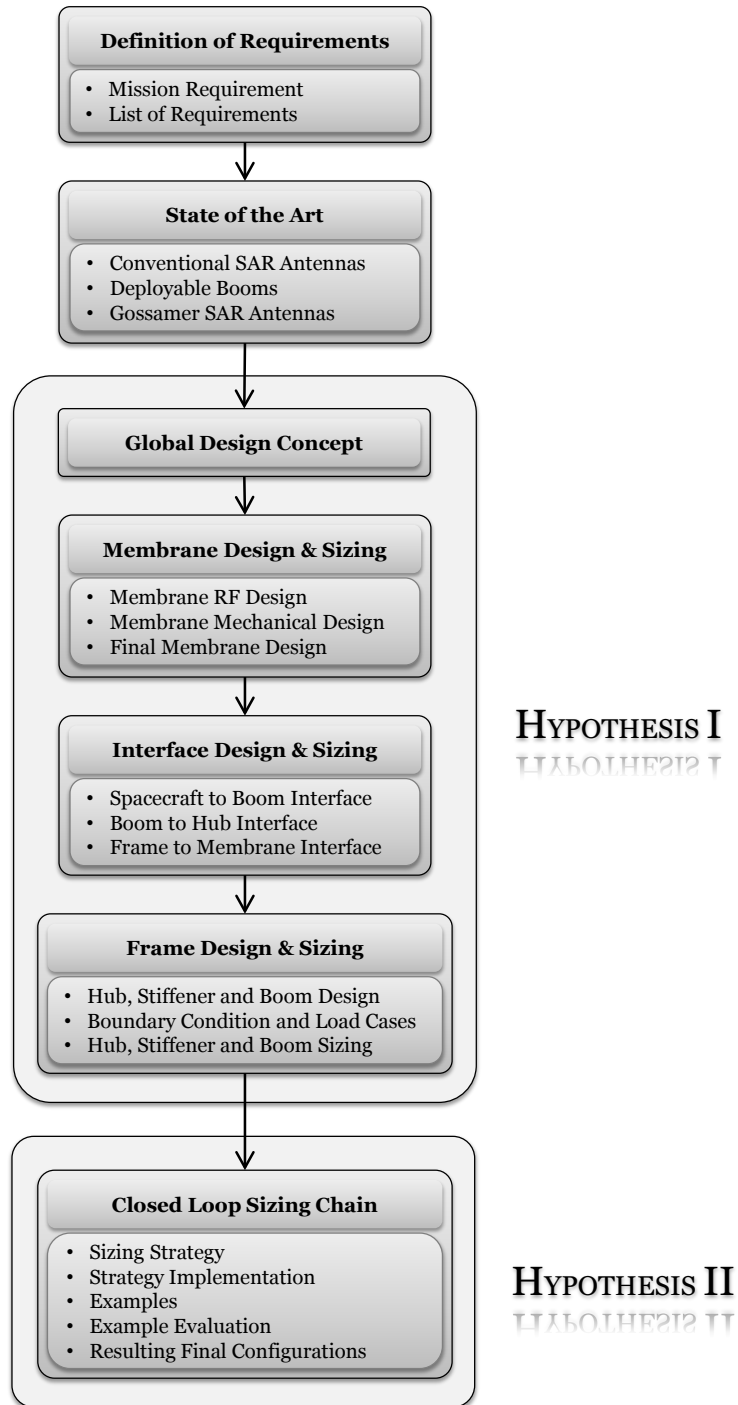 Definition of Requirements
• Mission Requirement
• List of Requirements
State of the Art
• Conventional SAR Antennas
• Deployable Booms
• Gossamer SAR Antennas
Global Design Concept
Membrane Design & Sizing
• Membrane RF Design
• Membrane Mechanical Design
• Final Membrane Design
Interface Design & Sizing
• Spacecraft to Boom Interface
• Boom to Hub Interface
• Frame to Membrane Interface
Frame Design & Sizing
• Hub, Stiffener and Boom Design
• Boundary Condition and Load Cases
• Hub, Stiffener and Boom Sizing
HYPOTHESIS I
Closed Loop Sizing Chain
• Sizing Strategy
• Strategy Implementation
• Examples
• Example Evaluation
• Resulting Final Configurations
HYPOTHESIS II